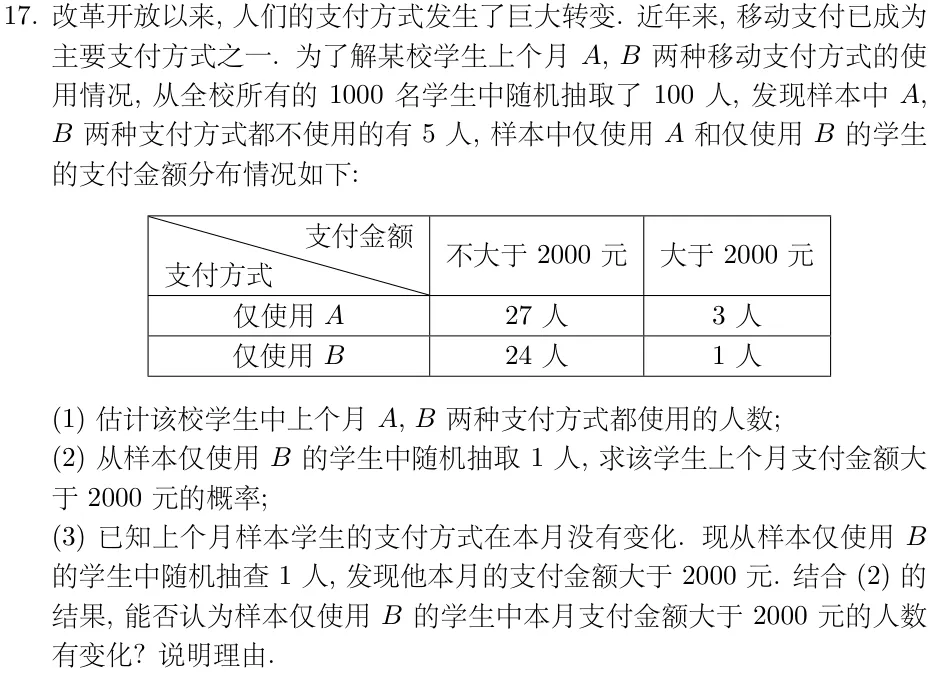 17. 改革开放以来, 人们的支付方式发生了巨大转变. 近年来, 移动支付已成为
主要支付方式之一. 为了解某校学生上个月 A, B 两种移动支付方式的使
用情况, 从全校所有的 1000 名学生中随机抽取了 100 人, 发现样本中 A,
B 两种支付方式都不使用的有 5 人, 样本中仅使用 A 和仅使用 B 的学生
的支付金额分布情况如下:
支付金额
支付方式
不大于 2000 元
大于 2000 元
仅使用 A
27 人
3 人
仅使用 B
24 人
1 人
(1) 估计该校学生中上个月 A, B 两种支付方式都使用的人数;
(2) 从样本仅使用 B 的学生中随机抽取 1 人, 求该学生上个月支付金额大
于 2000 元的概率;
(3) 已知上个月样本学生的支付方式在本月没有变化. 现从样本仅使用 B
的学生中随机抽查 1 人, 发现他本月的支付金额大于 2000 元. 结合 (2) 的
结果, 能否认为样本仅使用 B 的学生中本月支付金额大于 2000 元的人数
有变化? 说明理由.